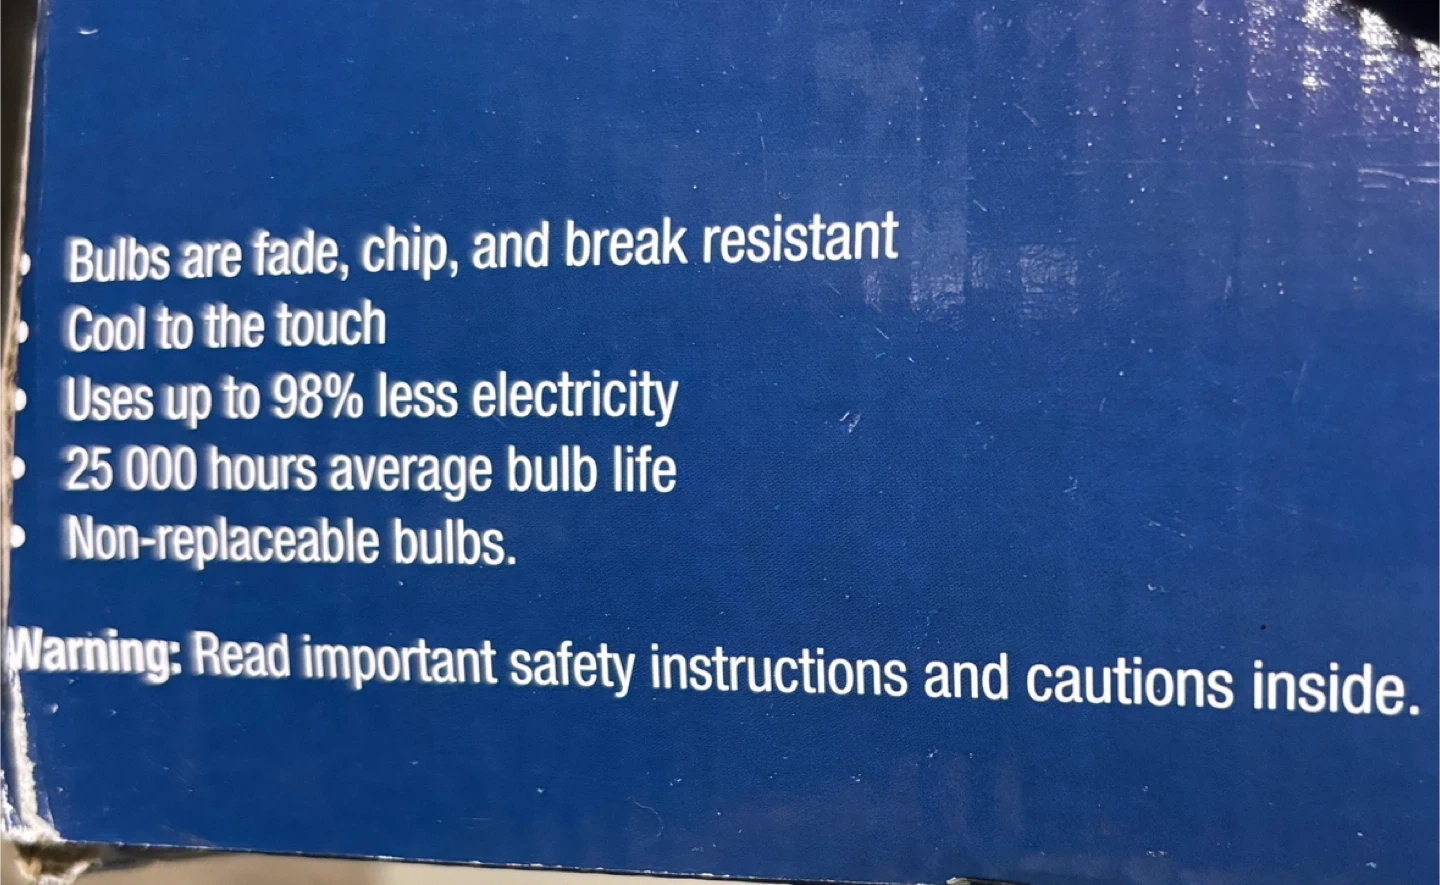 • Bulbs are fade, chip, and break resistant
• Cool to the touch
• Uses up to 98% less electricity
• 25 000 hours average bulb life
• Non-replaceable bulbs.
Warning: Read important safety instructions and cautions inside.